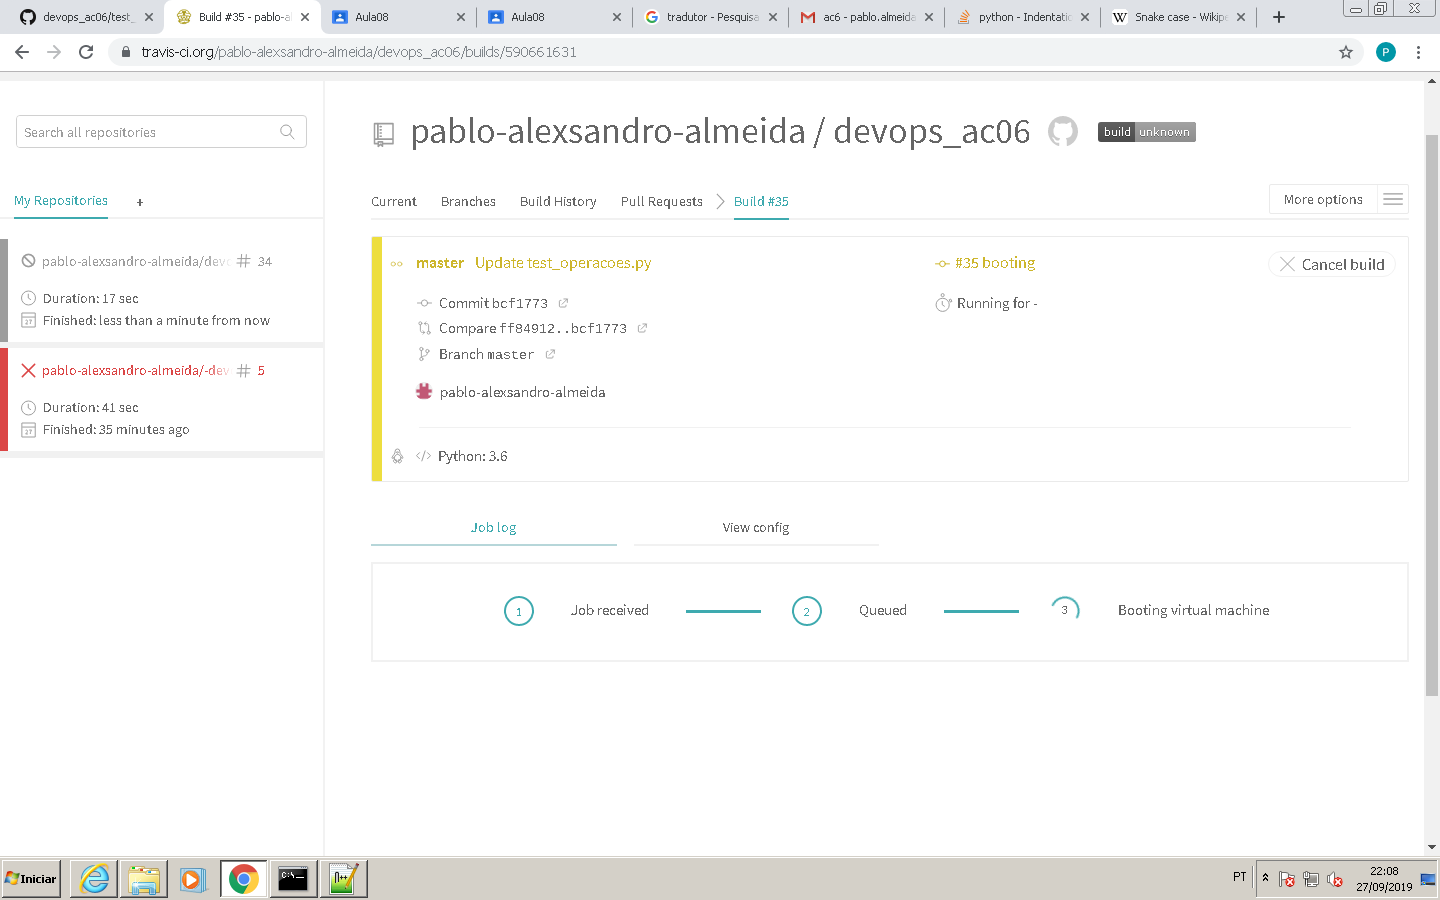 devops_ac06/test_
Build #35 - pablo-al
Aula08
Aula08
tradutor - Pesquisa
ac6 - pablo.almeida
python - Indentatio
Snake case - Wikipe
travis-ci.org/pablo-alexsandro-almeida/devops_ac06/builds/590661631
P
Search all repositories
My Repositories +
pablo-alexsandro-almeida/devo # 34
Duration: 17 sec
Finished: less than a minute from now
pablo-alexsandro-almeida/-dev # 5
Duration: 41 sec
Finished: 35 minutes ago
pablo-alexsandro-almeida / devops_ac06
build unknown
Current
Branches
Build History
Pull Requests
Build #35
More options
master Update test_operacoes.py
Commit bcf1773
Compare ff84912..bcf1773
Branch master
pablo-alexsandro-almeida
#35 booting
Running for -
Cancel build
Python: 3.6
Job log
View config
1 Job received
2 Queued
3 Booting virtual machine
Iniciar
PT
22:08
27/09/2019